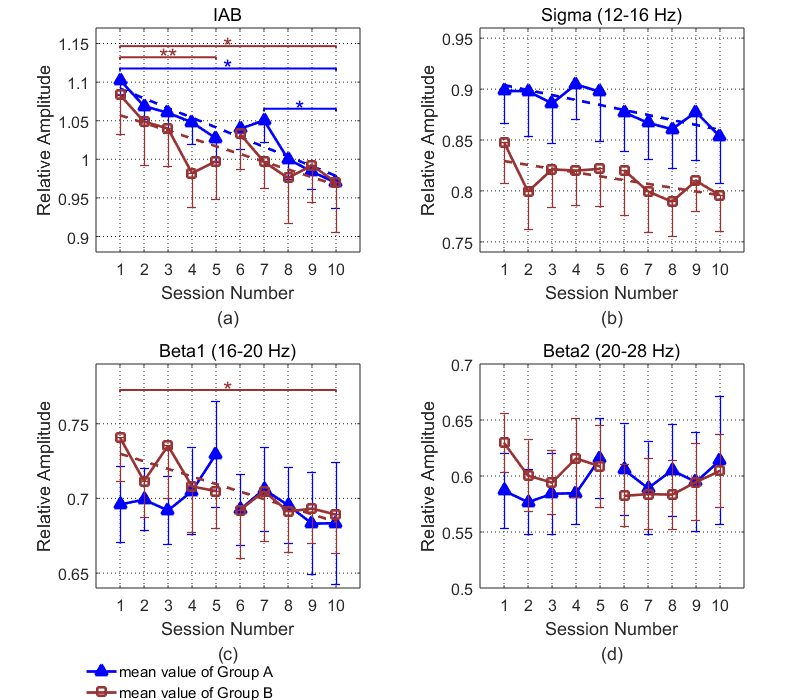 IAB
1.15
1.1
1.05
1
0.95
0.9
Relative Amplitude
*
**
*
*
1 2 3 4 5 6 7 8 9 10
Session Number
(a)
Sigma (12-16 Hz)
0.95
0.9
0.85
0.8
0.75
Relative Amplitude
1 2 3 4 5 6 7 8 9 10
Session Number
(b)
Beta1 (16-20 Hz)
0.75
0.7
0.65
Relative Amplitude
*
1 2 3 4 5 6 7 8 9 10
Session Number
(c)
Beta2 (20-28 Hz)
0.7
0.65
0.6
0.55
0.5
Relative Amplitude
1 2 3 4 5 6 7 8 9 10
Session Number
(d)
mean value of Group A
mean value of Group B